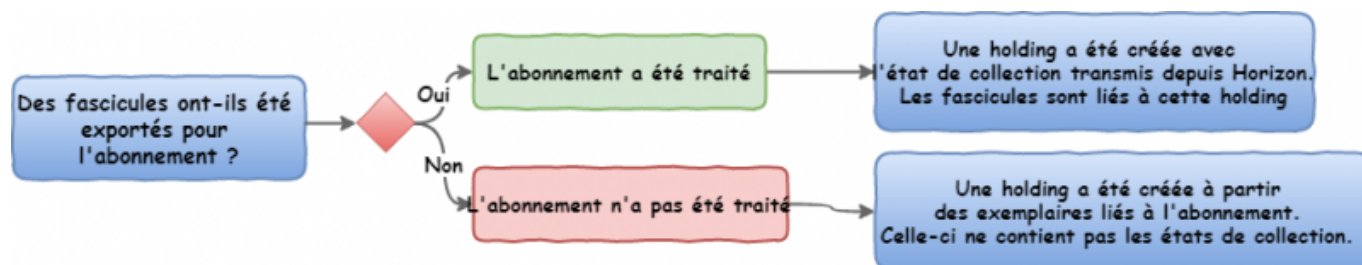 Des fascicules ont-ils été
exportés pour
l'abonnement ?
Oui
L'abonnement a été traité
Une holding a été créée avec
l'état de collection transmis depuis Horizon.
Les fascicules sont liés à cette holding
Non
L'abonnement n'a pas été traité
Une holding a été créée à partir
des exemplaires liés à l'abonnement.
Celle-ci ne contient pas les états de collection.